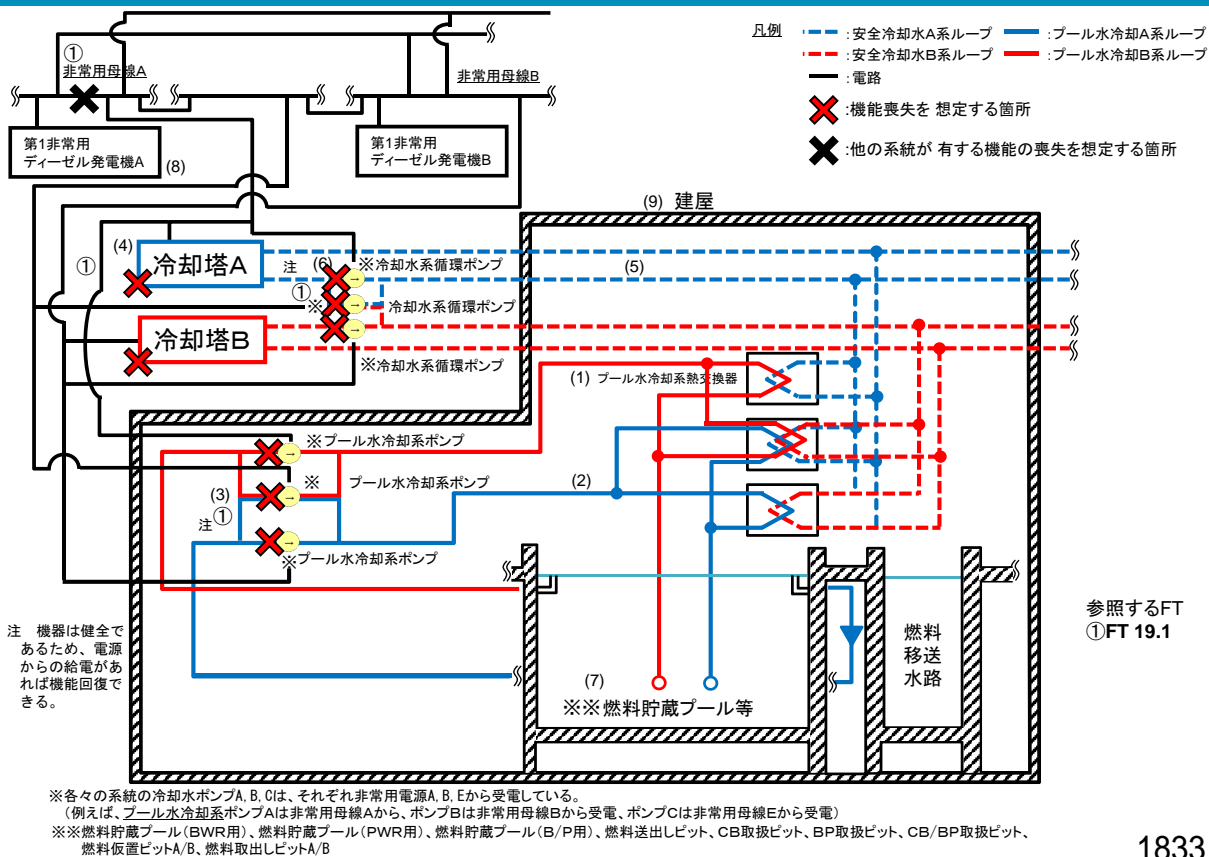 凡例
:安全冷却水A系ループ
:プール水冷却A系ループ
:安全冷却水B系ループ
:プール水冷却B系ループ
:電路
:機能喪失を 想定する箇所
:他の系統が 有する機能の喪失を想定する箇所
①
非常用母線A
非常用母線B
第1非常用
ディーゼル発電機A
(8)
第1非常用
ディーゼル発電機B
(9) 建屋
(4)
冷却塔A
①
注
(6)
※冷却水系循環ポンプ
(5)
①
※
冷却水系循環ポンプ
冷却塔B
※冷却水系循環ポンプ
(1) プール水冷却系熱交換器
※プール水冷却系ポンプ
※
プール水冷却系ポンプ
(3)
(2)
注①
※プール水冷却系ポンプ
注 機器は健全で
あるため、電源
からの給電があ
れば機能回復で
きる。
燃料
移送
水路
(7)
※※燃料貯蔵プール等
参照するFT
①FT 19.1
※各々の系統の冷却水ポンプA, B, Cは、それぞれ非常用電源A, B, Eから受電している。
(例えば、プール水冷却系ポンプAは非常用母線Aから、ポンプBは非常用母線Bから受電、ポンプCは非常用母線Eから受電)
※※燃料貯蔵プール(BWR用)、燃料貯蔵プール(PWR用)、燃料貯蔵プール(B/P用)、燃料送出しピット、CB取扱ピット、BP取扱ピット、CB/BP取扱ピット、
燃料仮置ピットA/B、燃料取出しピットA/B
1833